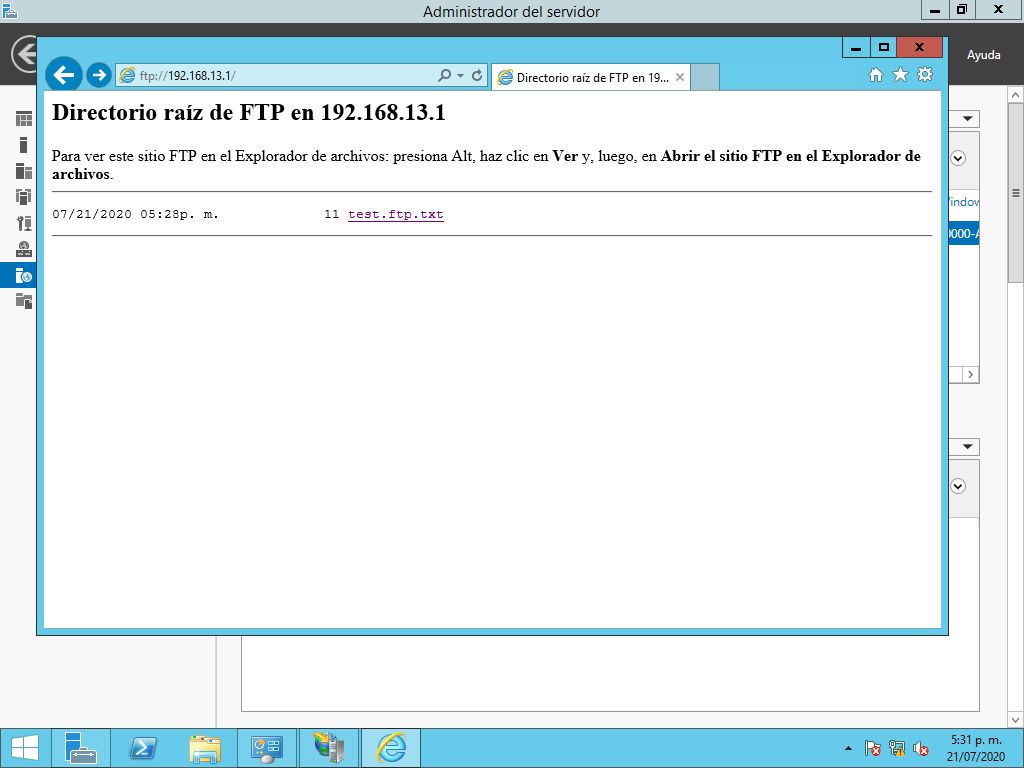 Administrador del servidor
Ayuda
ftp://192.168.13.1/
Directorio raíz de FTP en 19...
Directorio raíz de FTP en 192.168.13.1
Para ver este sitio FTP en el Explorador de archivos: presiona Alt, haz clic en Ver y, luego, en Abrir el sitio FTP en el Explorador de
archivos.
07/21/2020 05:28p. m. 11 test.ftp.txt
0000-A
5:31 p. m.
21/07/2020